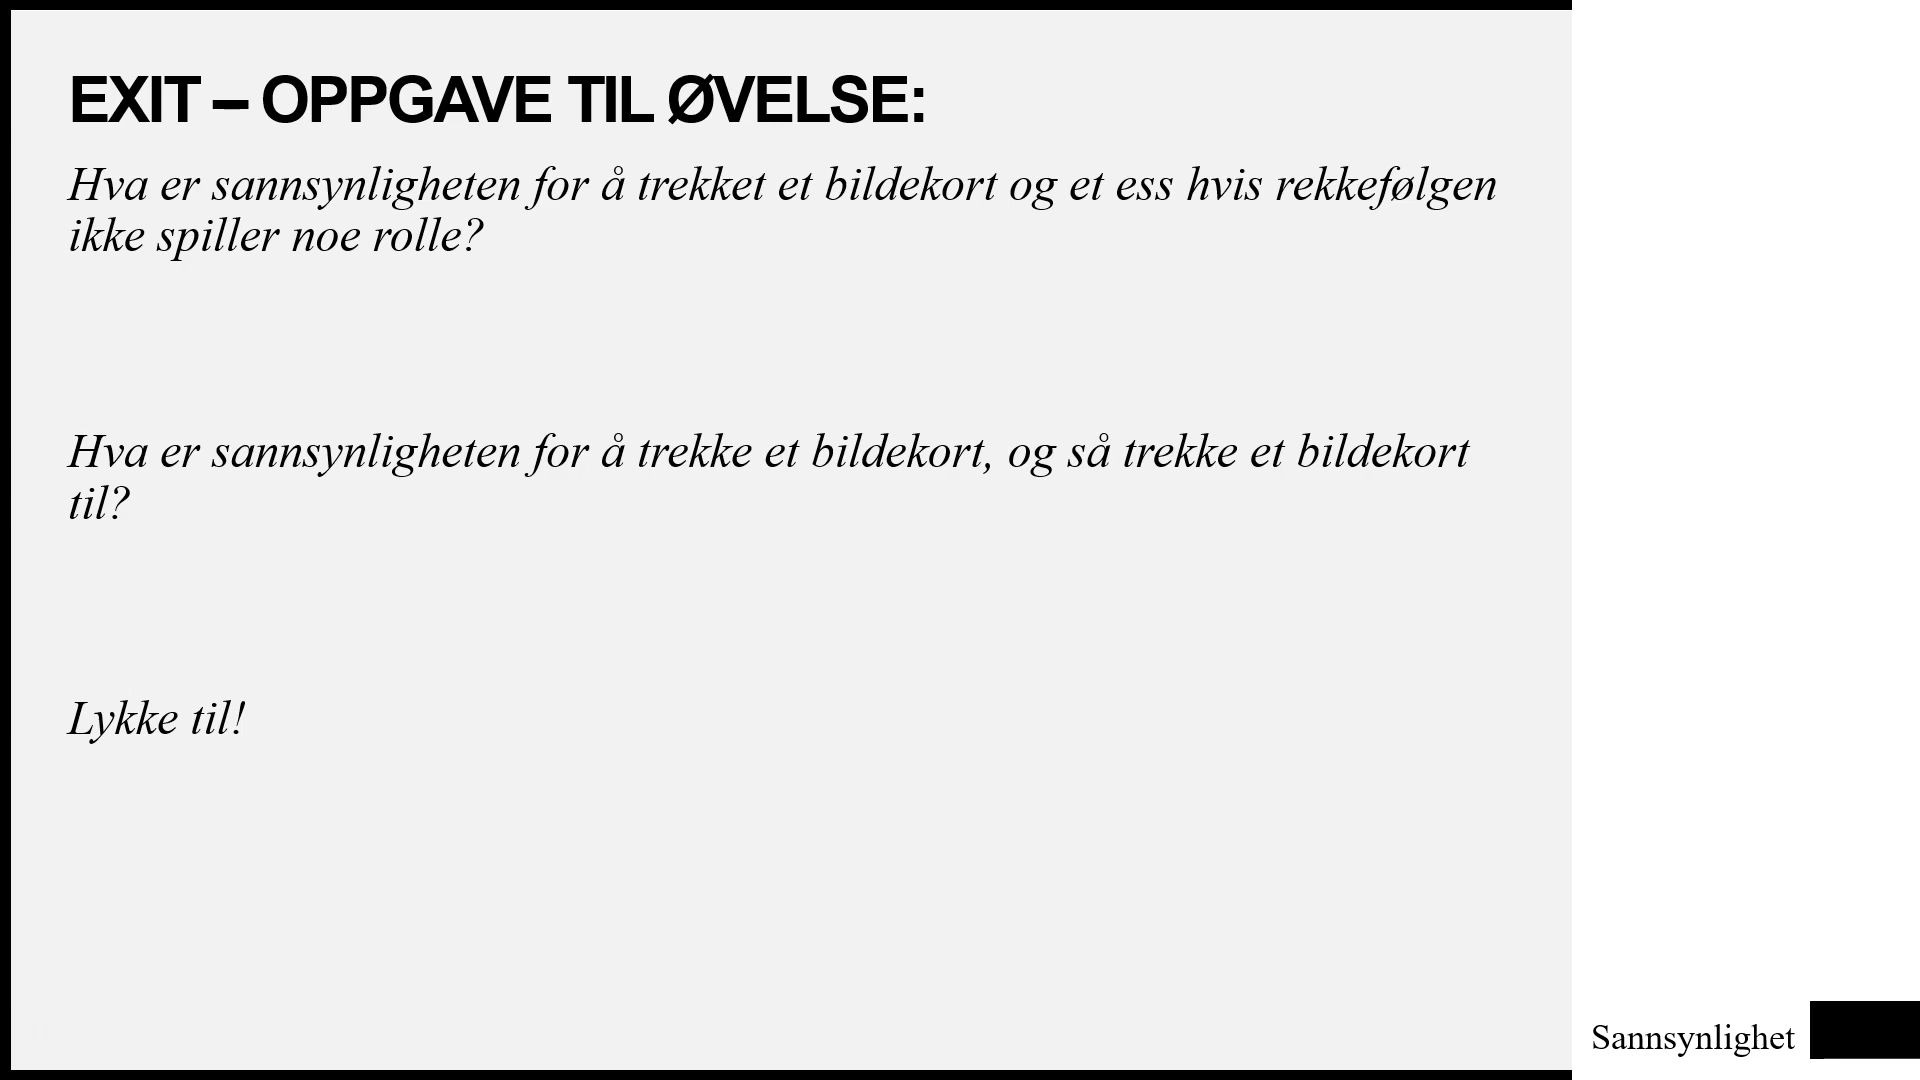 EXIT – OPPGAVE TIL ØVELSE:
Hva er sannsynligheten for å trekket et bildekort og et ess hvis rekkefølgen
ikke spiller noe rolle?
Hva er sannsynligheten for å trekke et bildekort, og så trekke et bildekort
til?
Lykke til!
Sannsynlighet